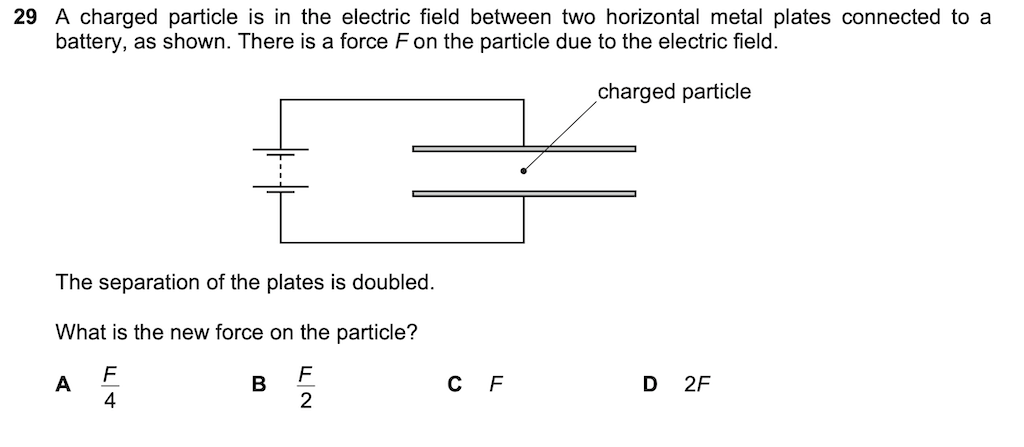 29 A charged particle is in the electric field between two horizontal metal plates connected to a
battery, as shown. There is a force F on the particle due to the electric field.
charged particle
The separation of the plates is doubled.
What is the new force on the particle?
A F/4 B F/2 C F D 2F